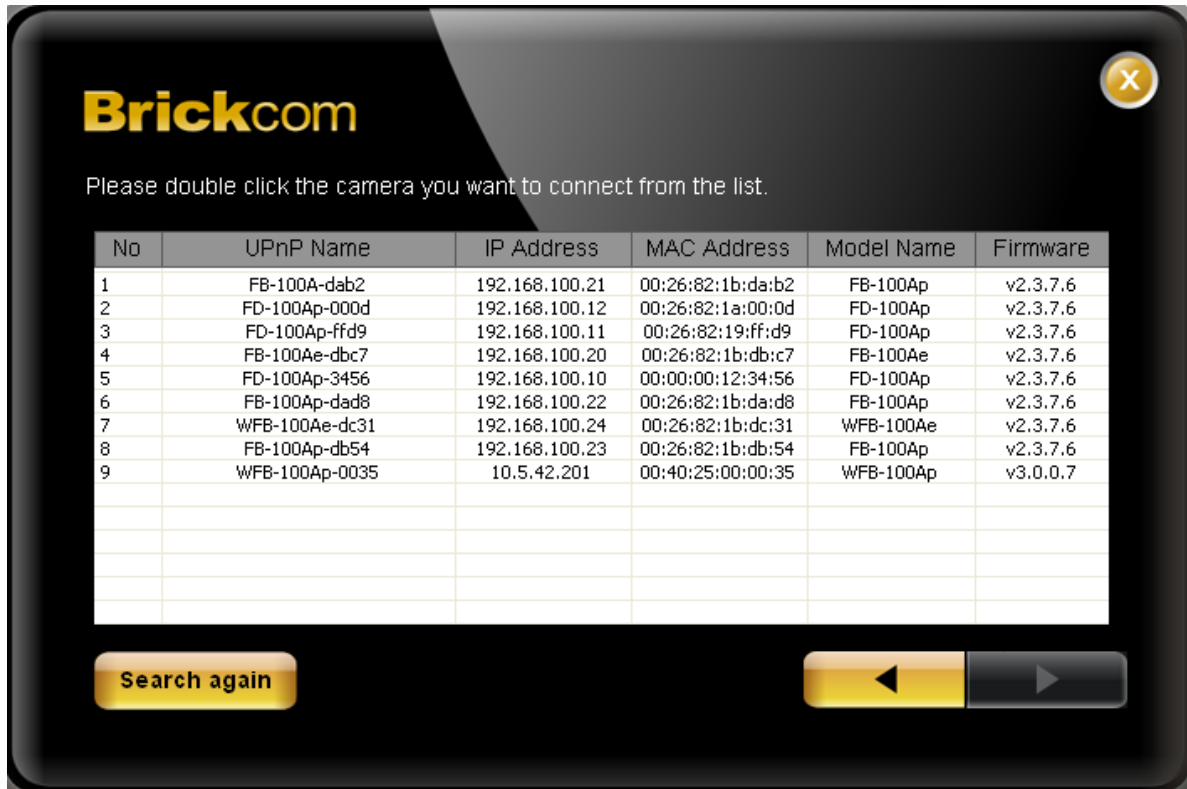 X
Brickcom
Please double click the camera you want to connect from the list.
No UPnP Name IP Address MAC Address Model Name Firmware
1 FB-100A-dab2 192.168.100.21 00:26:82:1b:da:b2 FB-100Ap v2.3.7.6
2 FD-100Ap-000d 192.168.100.12 00:26:82:1a:00:0d FD-100Ap v2.3.7.6
3 FD-100Ap-ffd9 192.168.100.11 00:26:82:19:ff:d9 FD-100Ap v2.3.7.6
4 FB-100Ae-dbc7 192.168.100.20 00:26:82:1b:db:c7 FB-100Ae v2.3.7.6
5 FD-100Ap-3456 192.168.100.10 00:00:00:12:34:56 FD-100Ap v2.3.7.6
6 FB-100Ap-dad8 192.168.100.22 00:26:82:1b:da:d8 FB-100Ap v2.3.7.6
7 WFB-100Ae-dc31 192.168.100.24 00:26:82:1b:dc:31 WFB-100Ae v2.3.7.6
8 FB-100Ap-db54 192.168.100.23 00:26:82:1b:db:54 FB-100Ap v2.3.7.6
9 WFB-100Ap-0035 10.5.42.201 00:40:25:00:00:35 WFB-100Ap v3.0.0.7
Search again